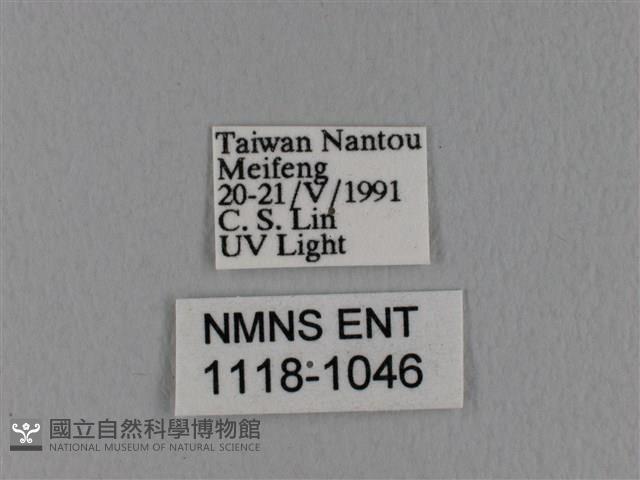 Taiwan Nantou
Meifeng
20-21/V/1991
C. S. Lin
UV Light
NMNS ENT
1118-1046
國立自然科學博物館
NATIONAL MUSEUM OF NATURAL SCIENCE